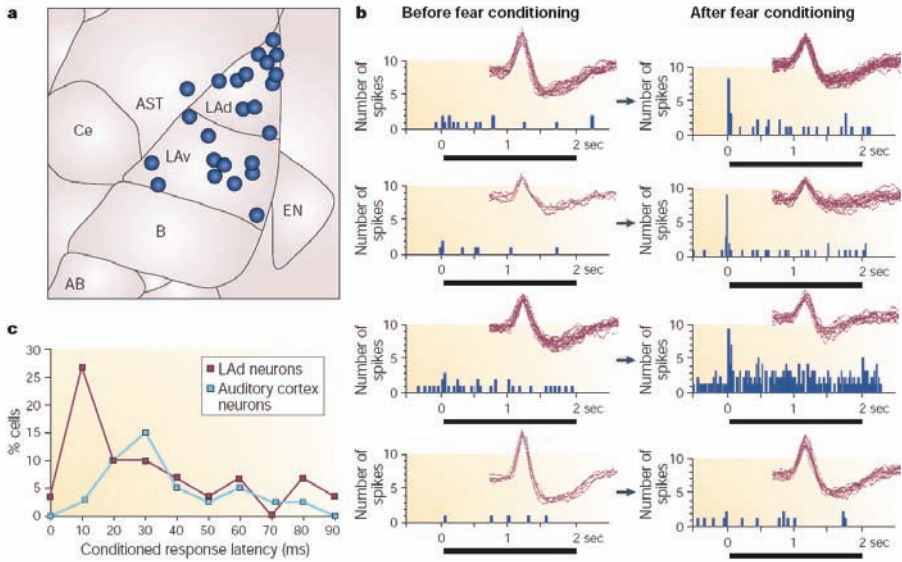 a
AST
LAd
Ce
LAv
EN
B
AB
b
Before fear conditioning
After fear conditioning
Number of
spikes
10
5
0
0
1
2 sec
Number of
spikes
10
5
0
0
1
2 sec
Number of
spikes
10
5
0
0
1
2 sec
Number of
spikes
10
5
0
0
1
2 sec
Number of
spikes
10
5
0
0
1
2 sec
Number of
spikes
10
5
0
0
1
2 sec
Number of
spikes
10
5
0
0
1
2 sec
Number of
spikes
10
5
0
0
1
2 sec
c
% cells
30
25
20
15
10
5
0
LAd neurons
Auditory cortex
neurons
0 10 20 30 40 50 60 70 80 90
Conditioned response latency (ms)